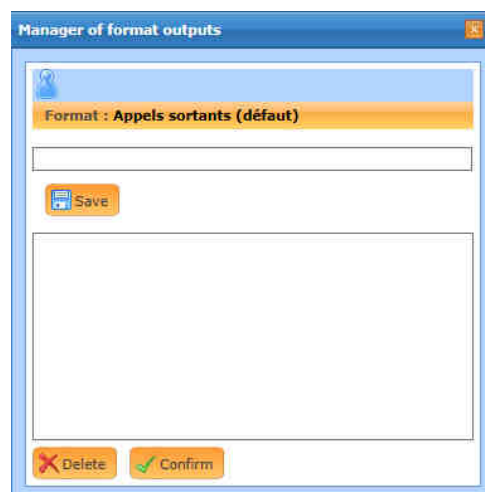 Manager of format outputs
Format : Appels sortants (défaut)
Save
Delete
Confirm